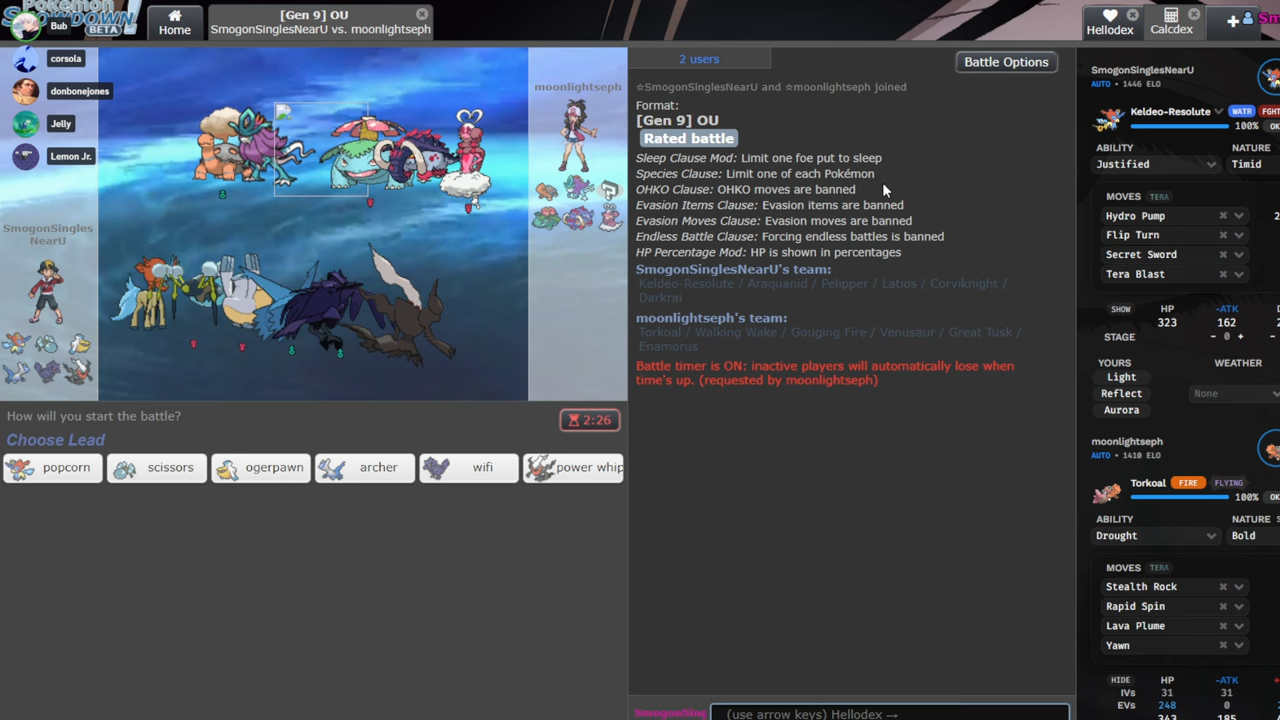 Pokémon
SHOWDOWN
BETA
Bub
Home
[Gen 9] OU
SmogonSinglesNearU vs. moonlightseph
Hellodex
Calcdex
corsola
donbonejones
Jelly
Lemon Jr.
SmogonSingles
NearU
moonlightseph
2 users
Battle Options
☆SmogonSinglesNearU and ☆moonlightseph joined
Format:
[Gen 9] OU
Rated battle
Sleep Clause Mod: Limit one foe put to sleep
Species Clause: Limit one of each Pokémon
OHKO Clause: OHKO moves are banned
Evasion Items Clause: Evasion items are banned
Evasion Moves Clause: Evasion moves are banned
Endless Battle Clause: Forcing endless battles is banned
HP Percentage Mod: HP is shown in percentages
SmogonSinglesNearU's team:
Keldeo-Resolute / Araquanid / Pelipper / Latios / Corviknight /
Darkrai
moonlightseph's team:
Torkoal / Walking Wake / Gouging Fire / Venusaur / Great Tusk /
Enamorus
Battle timer is ON: inactive players will automatically lose when
time's up. (requested by moonlightseph)
How will you start the battle?
2:26
Choose Lead
popcorn
scissors
ogerpawn
archer
wifi
power whip
SmogonSing
(use arrow keys) Hellodex →
SmogonSinglesNearU
AUTO • 1446 ELO
Keldeo-Resolute WATR FGHT
100%
ABILITY NATURE
Justified Timid
MOVES TERA
Hydro Pump
Flip Turn
Secret Sword
Tera Blast
SHOW HP -ATK
323 162
STAGE - 0 +
YOURS WEATHER
Light
Reflect None
Aurora
moonlightseph
AUTO • 1410 ELO
Torkoal FIRE FLYING
100%
ABILITY NATURE
Drought Bold
MOVES TERA
Stealth Rock
Rapid Spin
Lava Plume
Yawn
HIDE HP -ATK
IVs 31 31
EVs 248 0
343 185